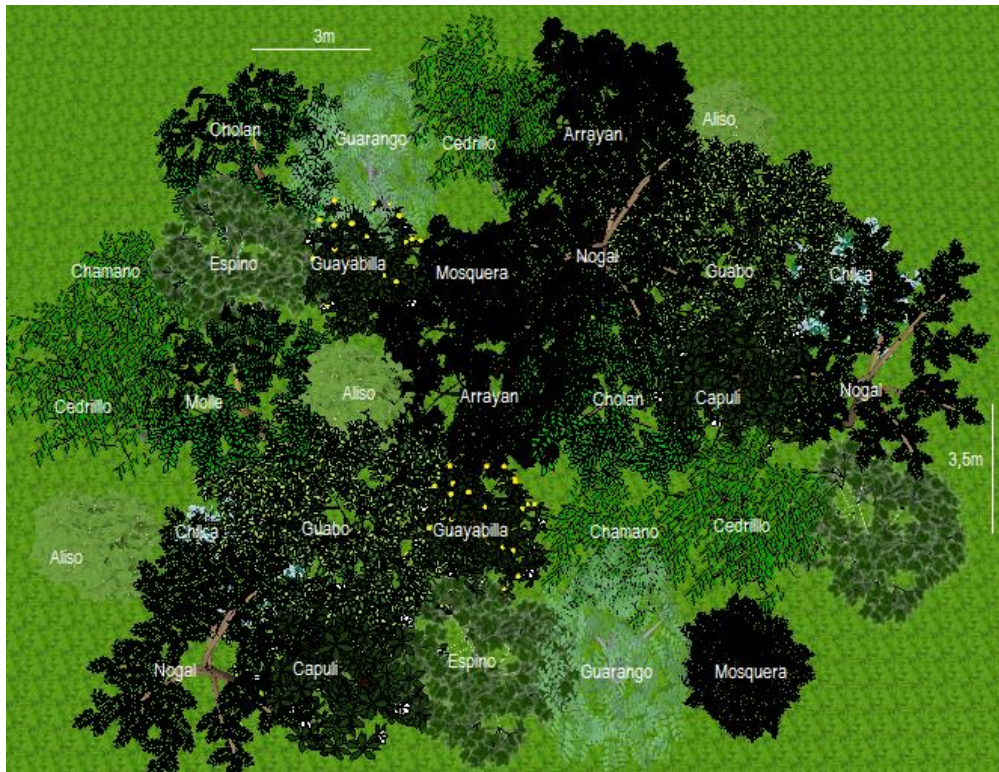 3m
Cholan
Guarango
Cedrillo
Arrayan
Aliso
Chamano
Espino
Guayabilla
Mosquera
Nogal
Guabo
Chilca
Cedrillo
Molle
Aliso
Arrayan
Cholan
Capuli
Nogal
3,5m
Aliso
Chilca
Guabo
Guayabilla
Chamano
Cedrillo
Nogal
Capuli
Espino
Guarango
Mosquera